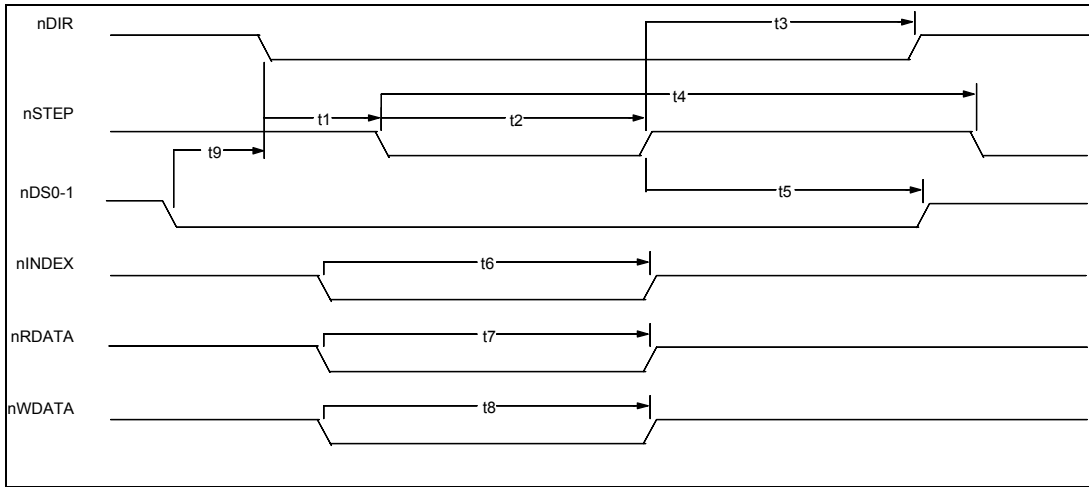 nDIR
t3
t4
nSTEP
t1
t2
t9
nDS0-1
t5
nINDEX
t6
nRDATA
t7
nWDATA
t8